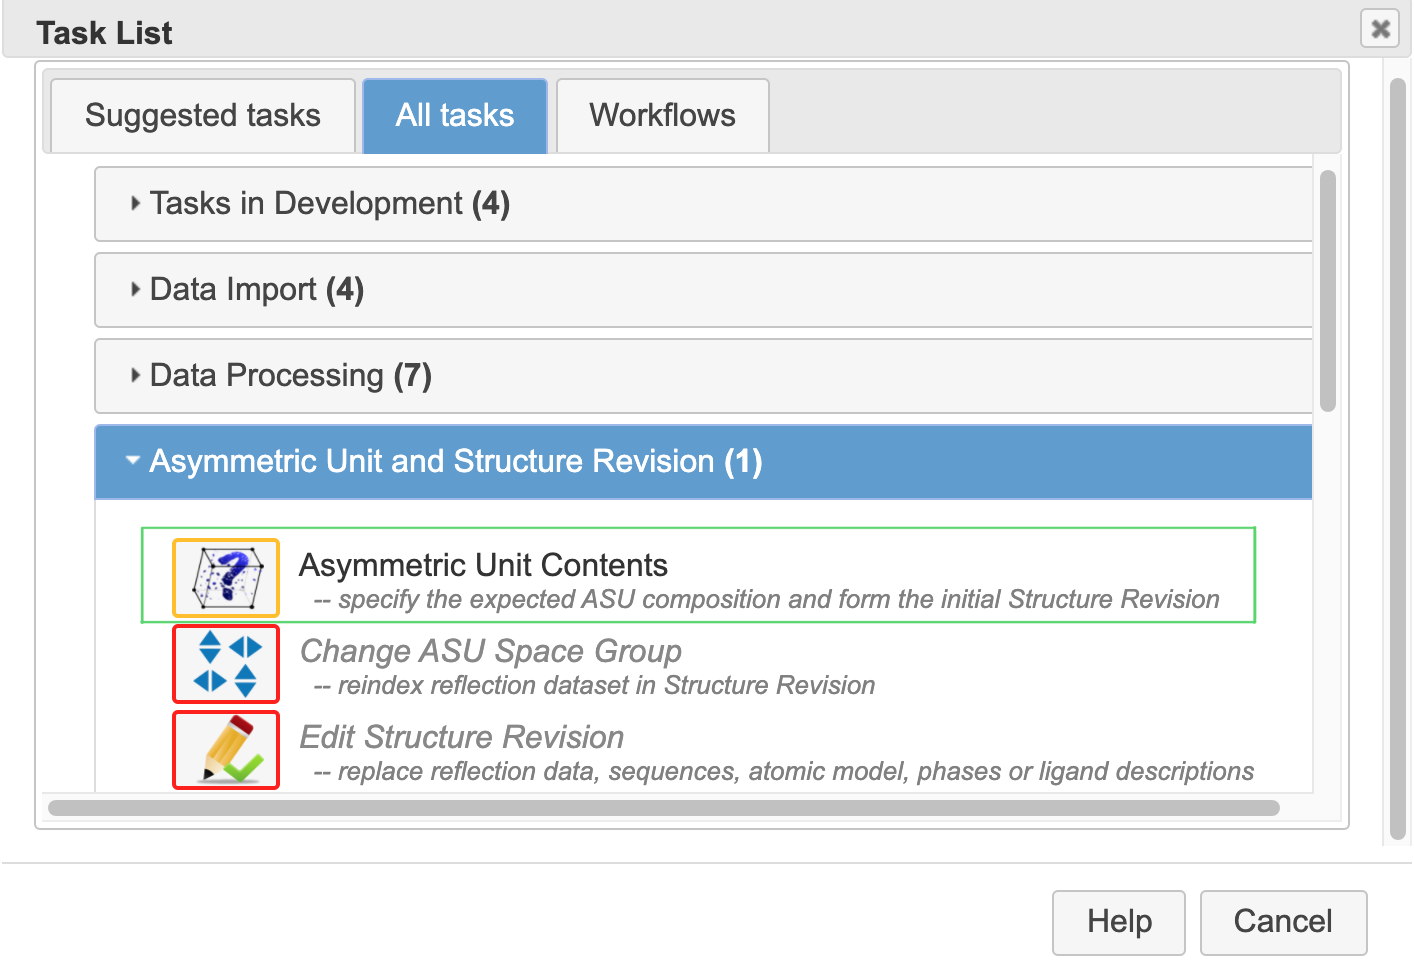 Task List
Suggested tasks
All tasks
Workflows
Tasks in Development (4)
Data Import (4)
Data Processing (7)
Asymmetric Unit and Structure Revision (1)
Asymmetric Unit Contents
-- specify the expected ASU composition and form the initial Structure Revision
Change ASU Space Group
-- reindex reflection dataset in Structure Revision
Edit Structure Revision
-- replace reflection data, sequences, atomic model, phases or ligand descriptions
Help
Cancel